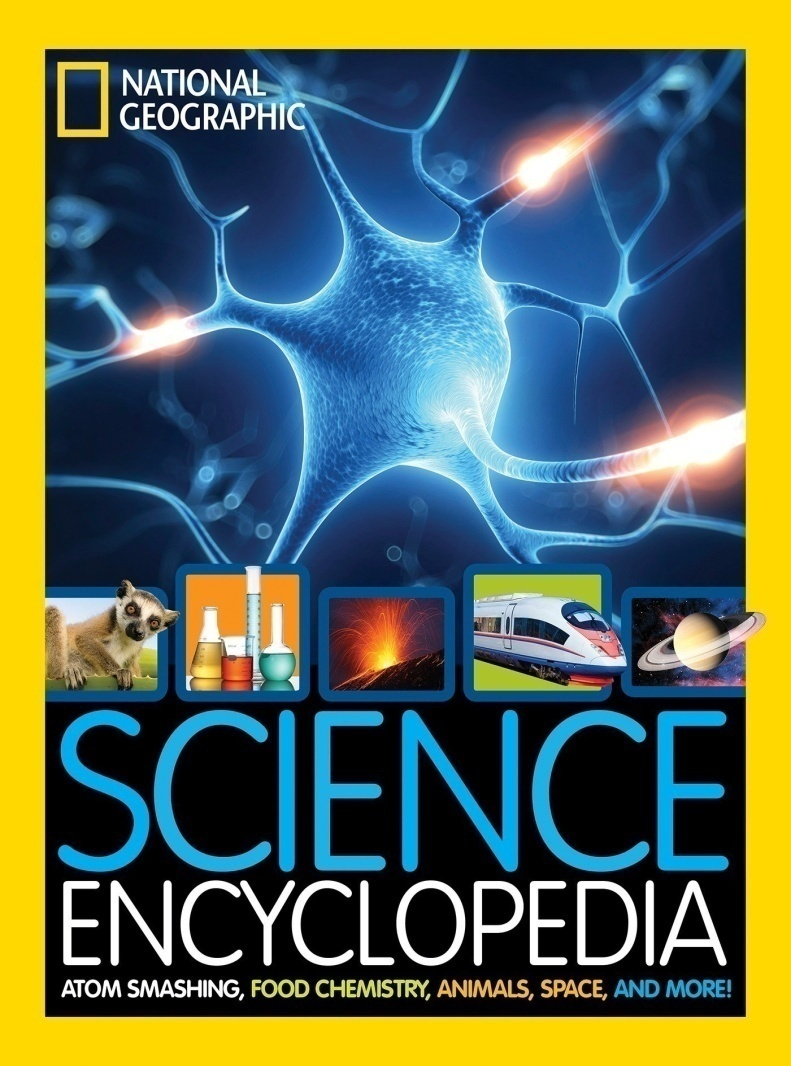 NATIONAL
GEOGRAPHIC
SCIENCE
ENCYCLOPEDIA
ATOM SMASHING, FOOD CHEMISTRY, ANIMALS, SPACE, AND MORE!